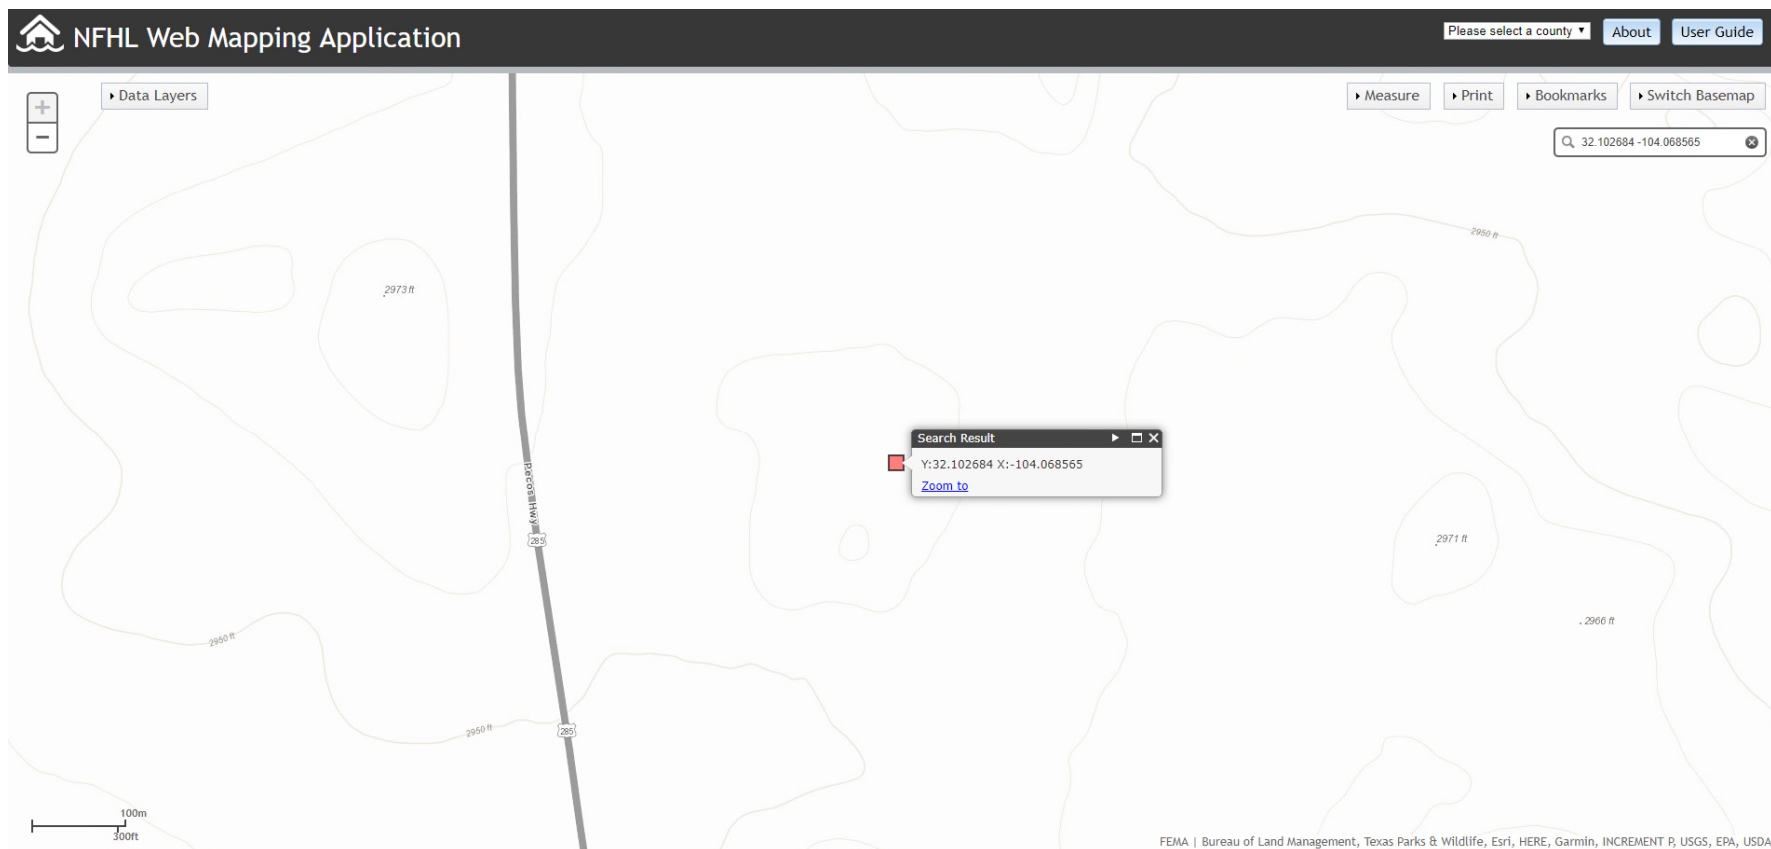 NFHL Web Mapping Application
Please select a county
About
User Guide
+
Data Layers
Measure
Print
Bookmarks
Switch Basemap
−
32.102684 -104.068565
2950 ft
2973 ft
Search Result
Y:32.102684 X:-104.068565
Zoom to
Pecos Hwy
285
2971 ft
2966 ft
2950 ft
2950 ft
285
100m
300ft
FEMA | Bureau of Land Management, Texas Parks & Wildlife, Esri, HERE, Garmin, INCREMENT P, USGS, EPA, USDA